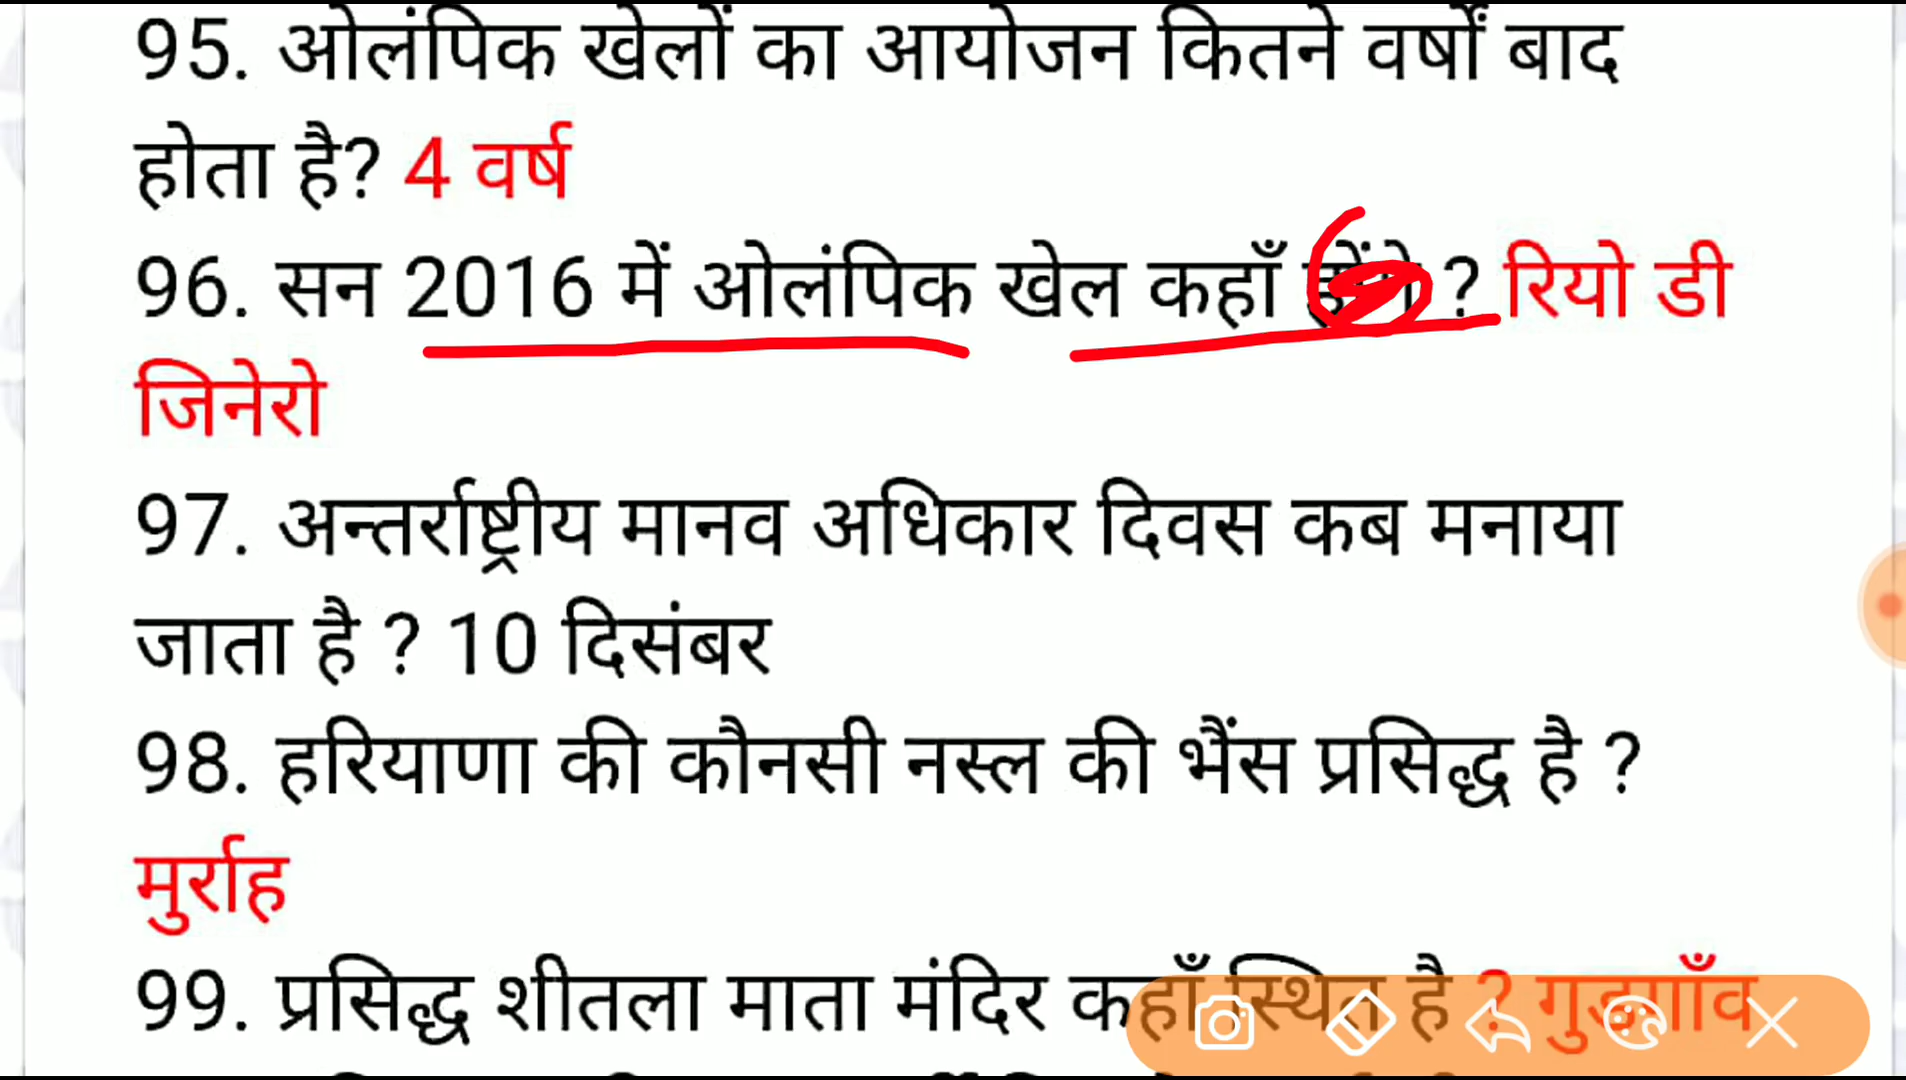 95. ओलंपिक खेलों का आयोजन कितने वर्षों बाद
होता है? 4 वर्ष
96. सन 2016 में ओलंपिक खेल कहाँ होंगे ? रियो डी
जिनेरो
97. अन्तर्राष्ट्रीय मानव अधिकार दिवस कब मनाया
जाता है ? 10 दिसंबर
98. हरियाणा की कौनसी नस्ल की भैंस प्रसिद्ध है ?
मुर्राह
99. प्रसिद्ध शीतला माता मंदिर कहाँ स्थित है ? गुड़गाँव